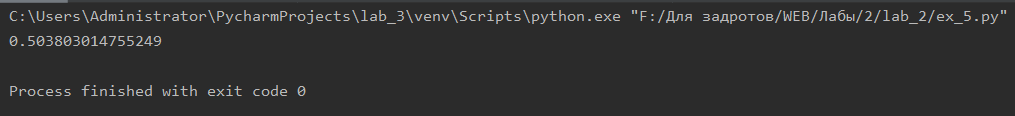 C:\Users\Administrator\PycharmProjects\lab_3\venv\Scripts\python.exe "F:/Для задротов/WEB/Лабы/2/lab_2/ex_5.py"
0.503803014755249
Process finished with exit code 0